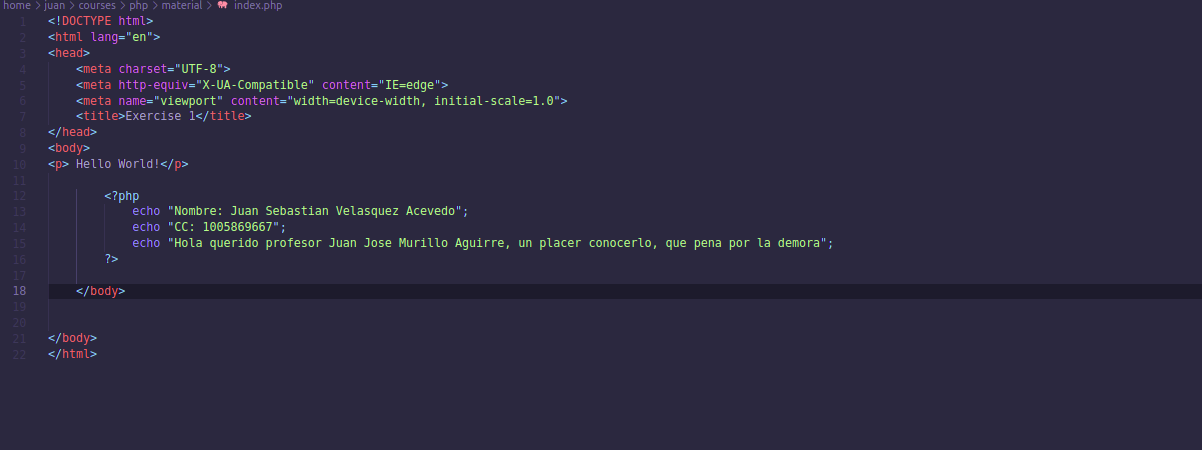 home > juan > courses > php > material > index.php
1 <!DOCTYPE html>
2 <html lang="en">
3 <head>
4 <meta charset="UTF-8">
5 <meta http-equiv="X-UA-Compatible" content="IE=edge">
6 <meta name="viewport" content="width=device-width, initial-scale=1.0">
7 <title>Exercise 1</title>
8 </head>
9 <body>
10 <p> Hello World!</p>
11
12 <?php
13 echo "Nombre: Juan Sebastian Velasquez Acevedo";
14 echo "CC: 1005869667";
15 echo "Hola querido profesor Juan Jose Murillo Aguirre, un placer conocerlo, que pena por la demora";
16 ?>
17
18 </body>
19
20
21 </body>
22 </html>